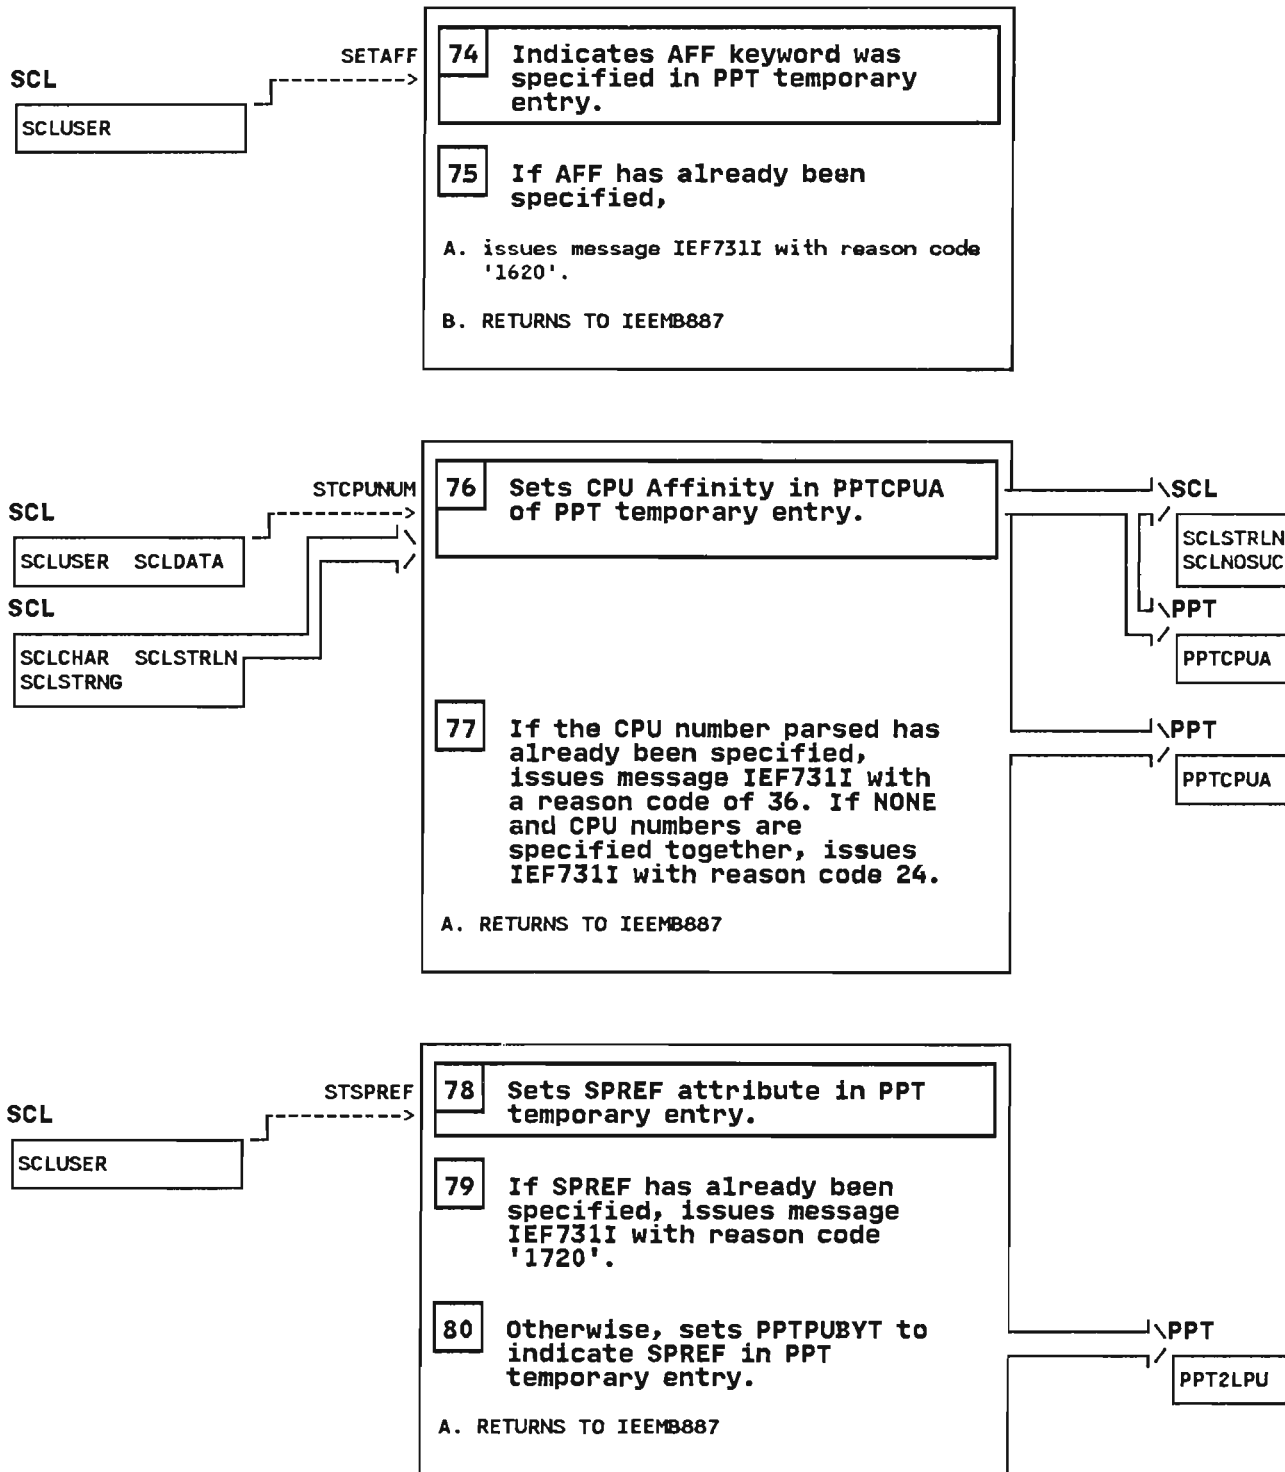 SETAFF
SCL
SCLUSER
74 Indicates AFF keyword was
specified in PPT temporary
entry.
75 If AFF has already been
specified,
A. issues message IEF731I with reason code
'1620'.
B. RETURNS TO IEEMB887
STCPUNUM
SCL
SCLUSER SCLDATA
SCL
SCLCHAR SCLSTRLN
SCLSTRNG
76 Sets CPU Affinity in PPTCPUA
of PPT temporary entry.
SCL
SCLSTRLN
SCLNOSUC
PPT
PPTCPUA
77 If the CPU number parsed has
already been specified,
issues message IEF731I with
a reason code of 36. If NONE
and CPU numbers are
specified together, issues
IEF731I with reason code 24.
PPT
PPTCPUA
A. RETURNS TO IEEMB887
STSPREF
SCL
SCLUSER
78 Sets SPREF attribute in PPT
temporary entry.
79 If SPREF has already been
specified, issues message
IEF731I with reason code
'1720'.
80 Otherwise, sets PPTPUBYT to
indicate SPREF in PPT
temporary entry.
PPT
PPT2LPU
A. RETURNS TO IEEMB887